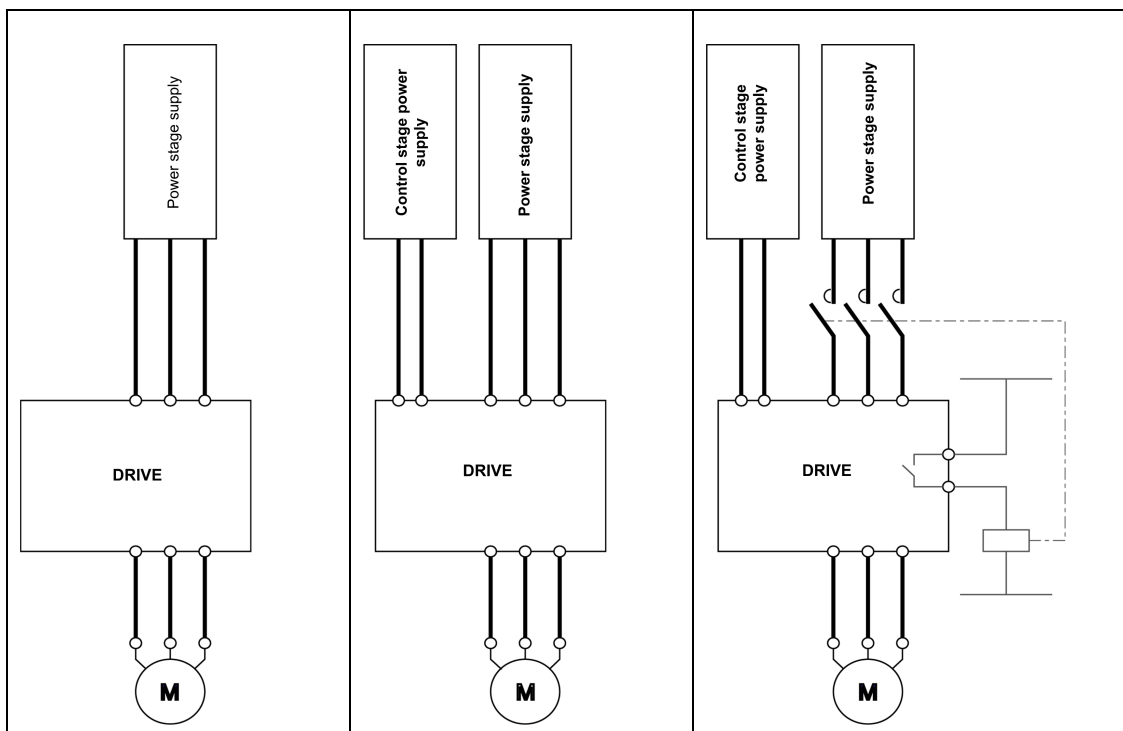 Power stage supply
DRIVE
M
Control stage power
supply
Power stage supply
DRIVE
M
Control stage
power supply
Power stage supply
DRIVE
M